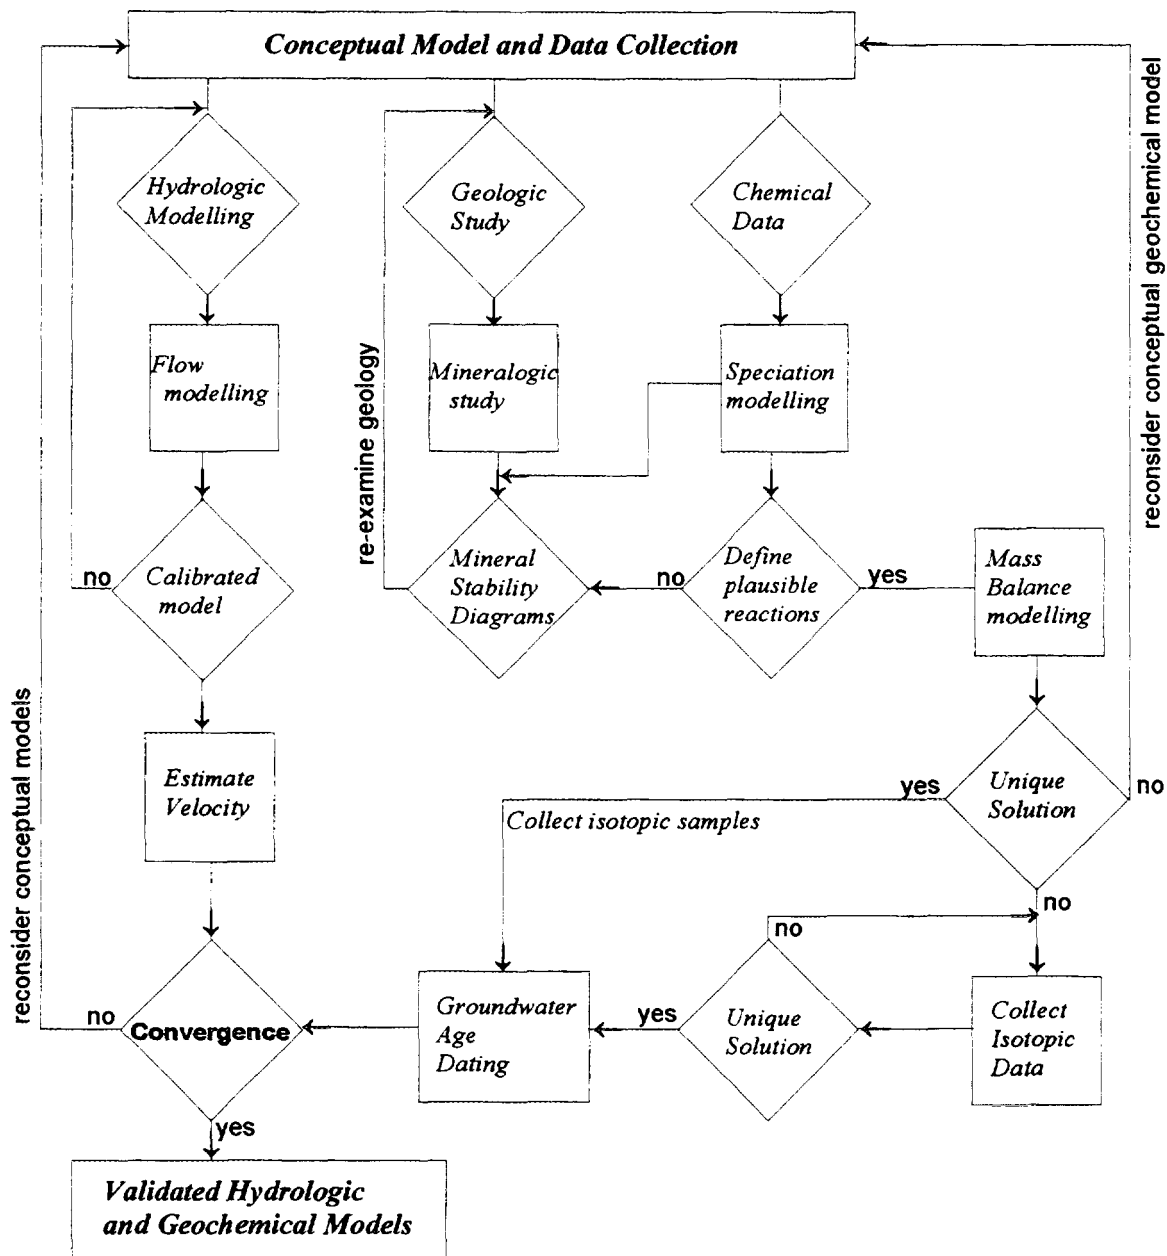 Conceptual Model and Data Collection
Hydrologic
Modelling
Geologic
Study
Chemical
Data
reconsider conceptual geochemical model
Flow
modelling
Mineralogic
study
Speciation
modelling
re-examine geology
no
Calibrated
model
Mineral
Stability
Diagrams
no
Define
plausible
reactions
yes
Mass
Balance
modelling
reconsider conceptual models
Estimate
Velocity
yes
Collect isotopic samples
Unique
Solution
no
no
no
Convergence
no
Groundwater
Age
Dating
yes
Unique
Solution
Collect
Isotopic
Data
yes
Validated Hydrologic
and Geochemical Models